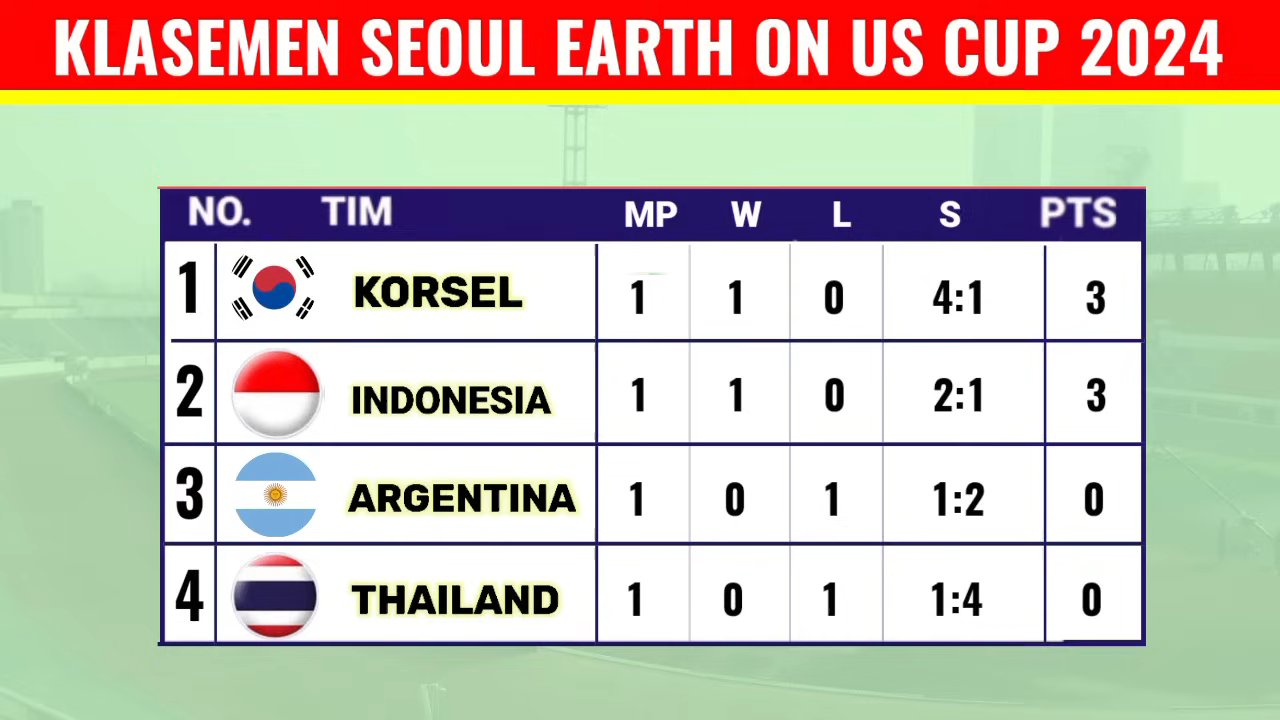 KLASEMEN SEOUL EARTH ON US CUP 2024
NO. TIM MP W L S PTS
1 KORSEL 1 1 0 4:1 3
2 INDONESIA 1 1 0 2:1 3
3 ARGENTINA 1 0 1 1:2 0
4 THAILAND 1 0 1 1:4 0